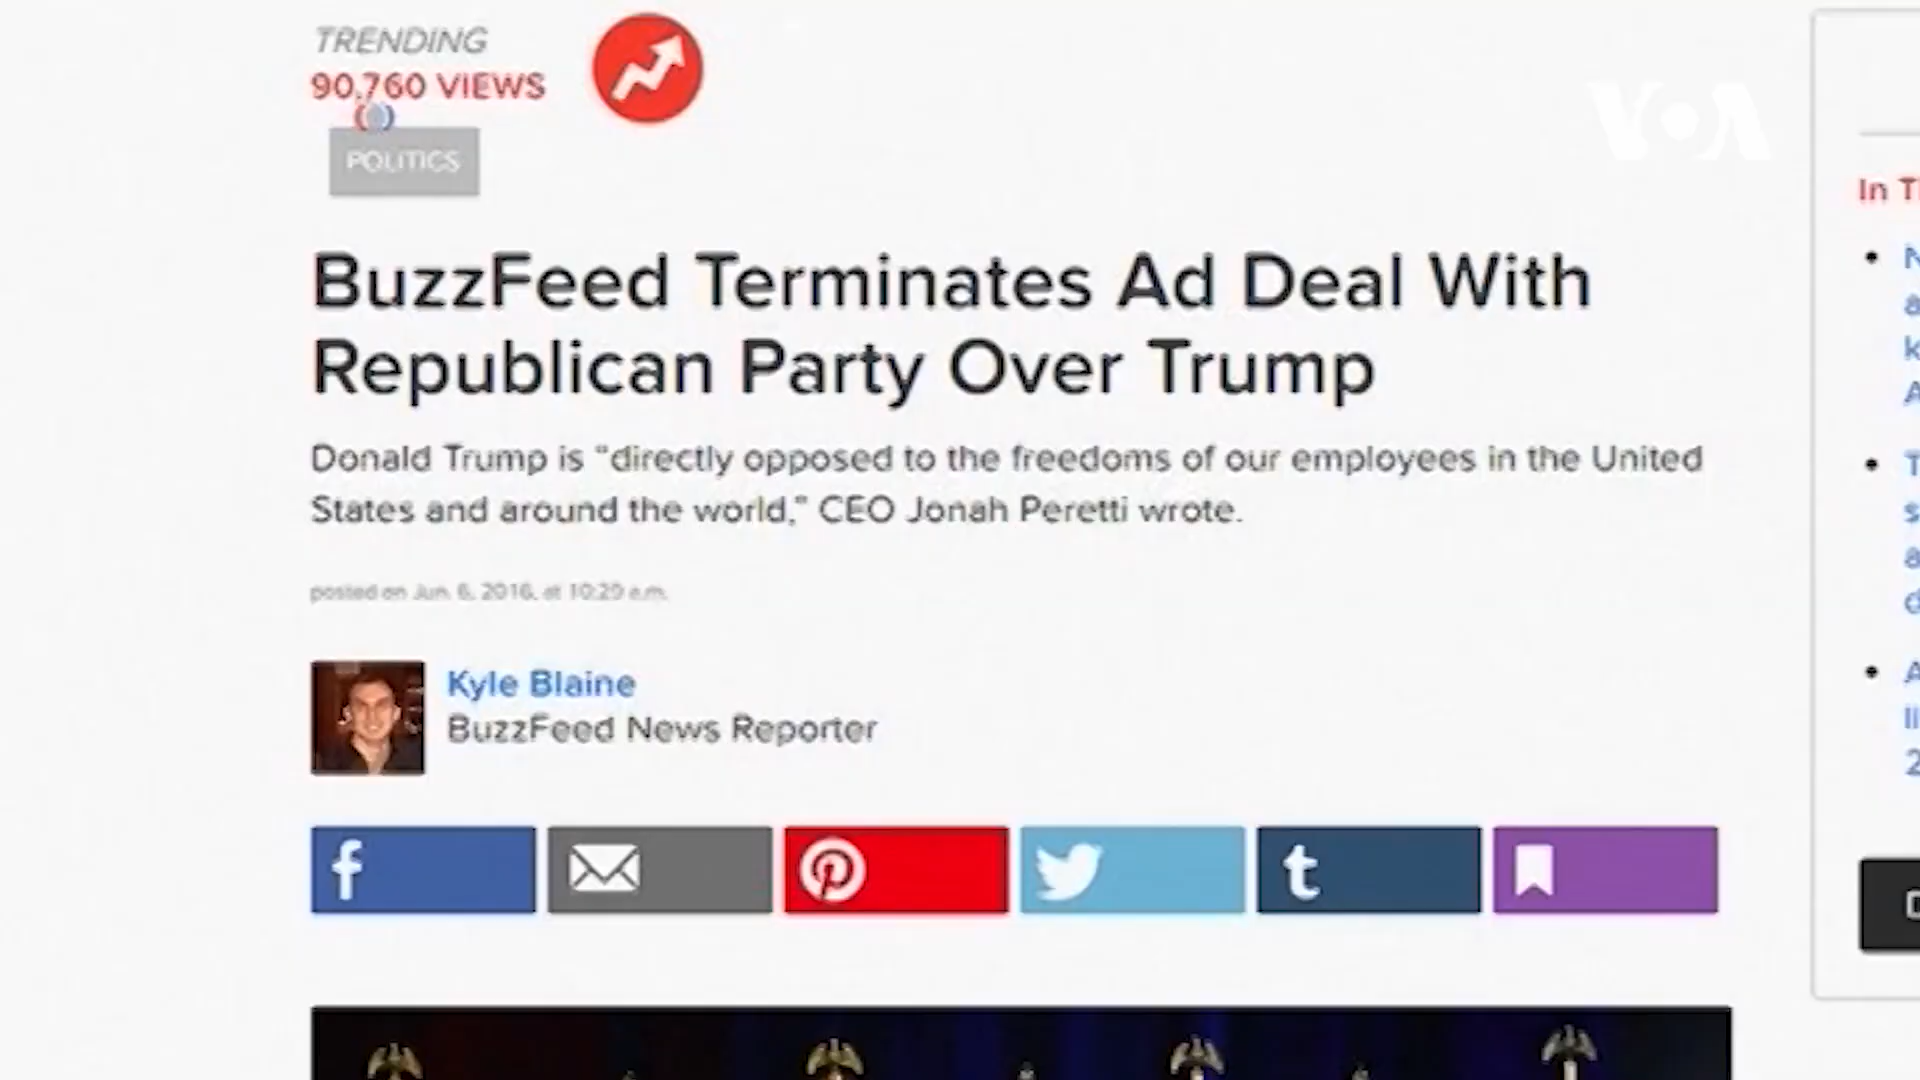 TRENDING
90,760 VIEWS
VOA
POLITICS
BuzzFeed Terminates Ad Deal With
Republican Party Over Trump
Donald Trump is "directly opposed to the freedoms of our employees in the United
States and around the world," CEO Jonah Peretti wrote.
posted on Jun. 6, 2016, at 10:29 a.m.
Kyle Blaine
BuzzFeed News Reporter
In